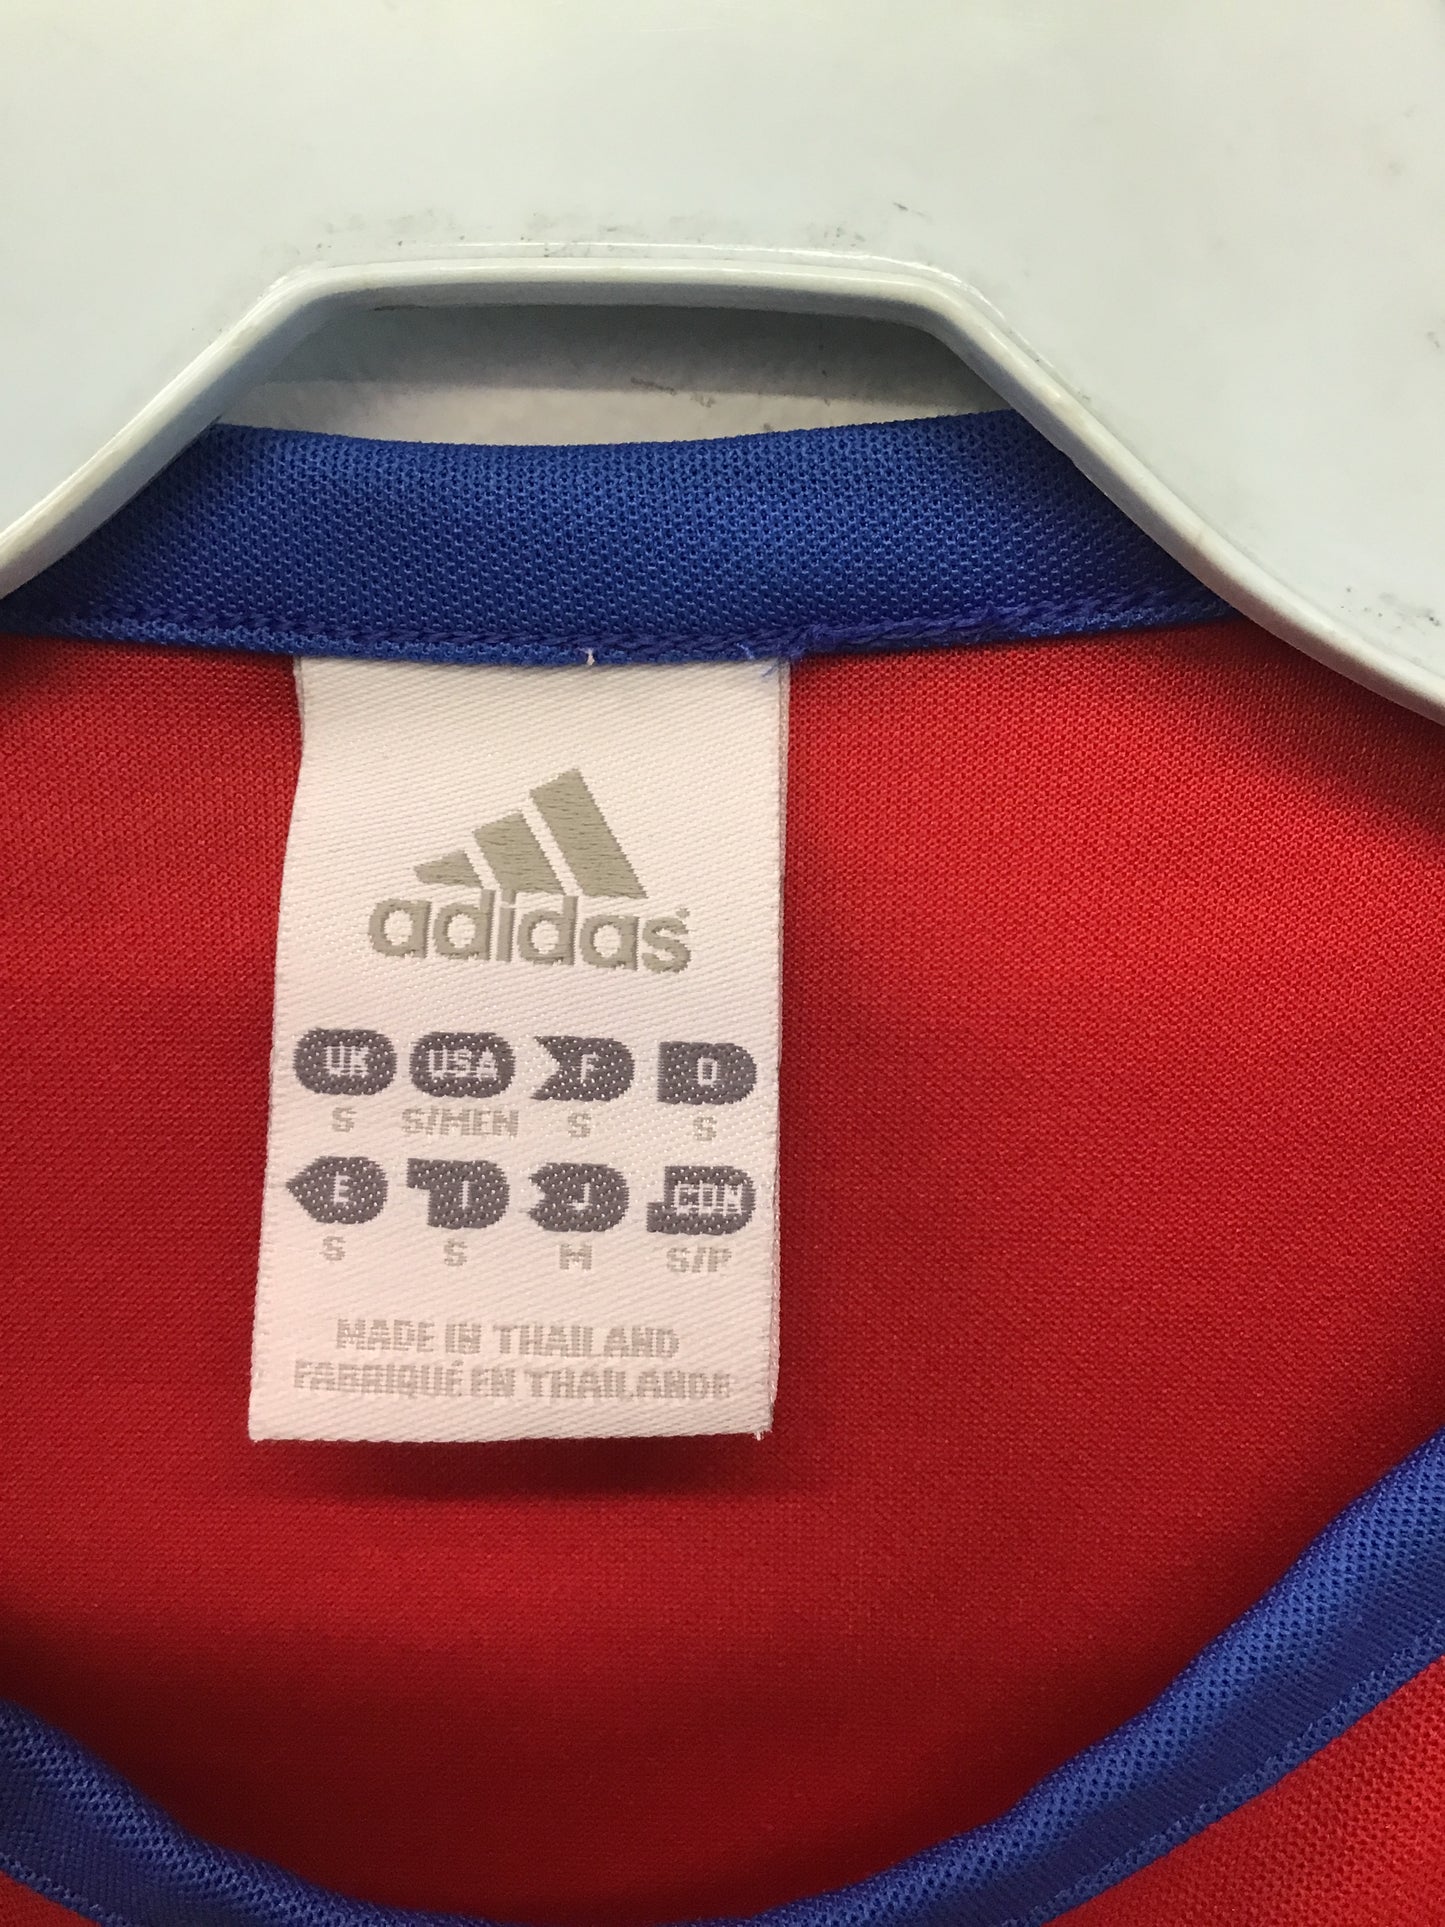 adidas
UK USA F D
S S/MEN S S
E I J CDN
S S M S/P
MADE IN THAILAND
FABRIQUÉ EN THAILANDE